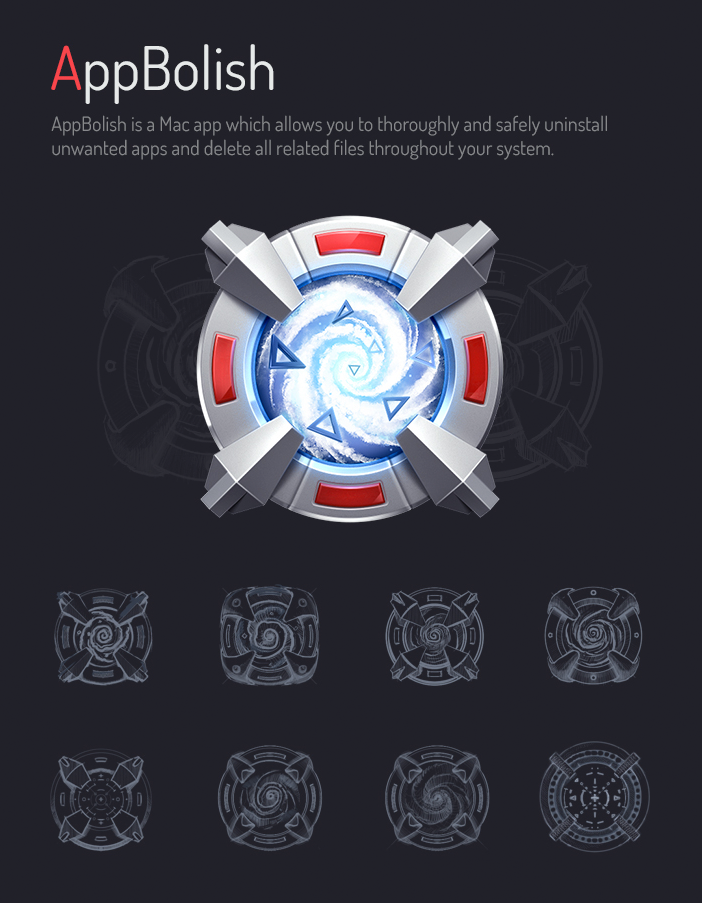 AppBolish
AppBolish is a Mac app which allows you to thoroughly and safely uninstall
unwanted apps and delete all related files throughout your system.